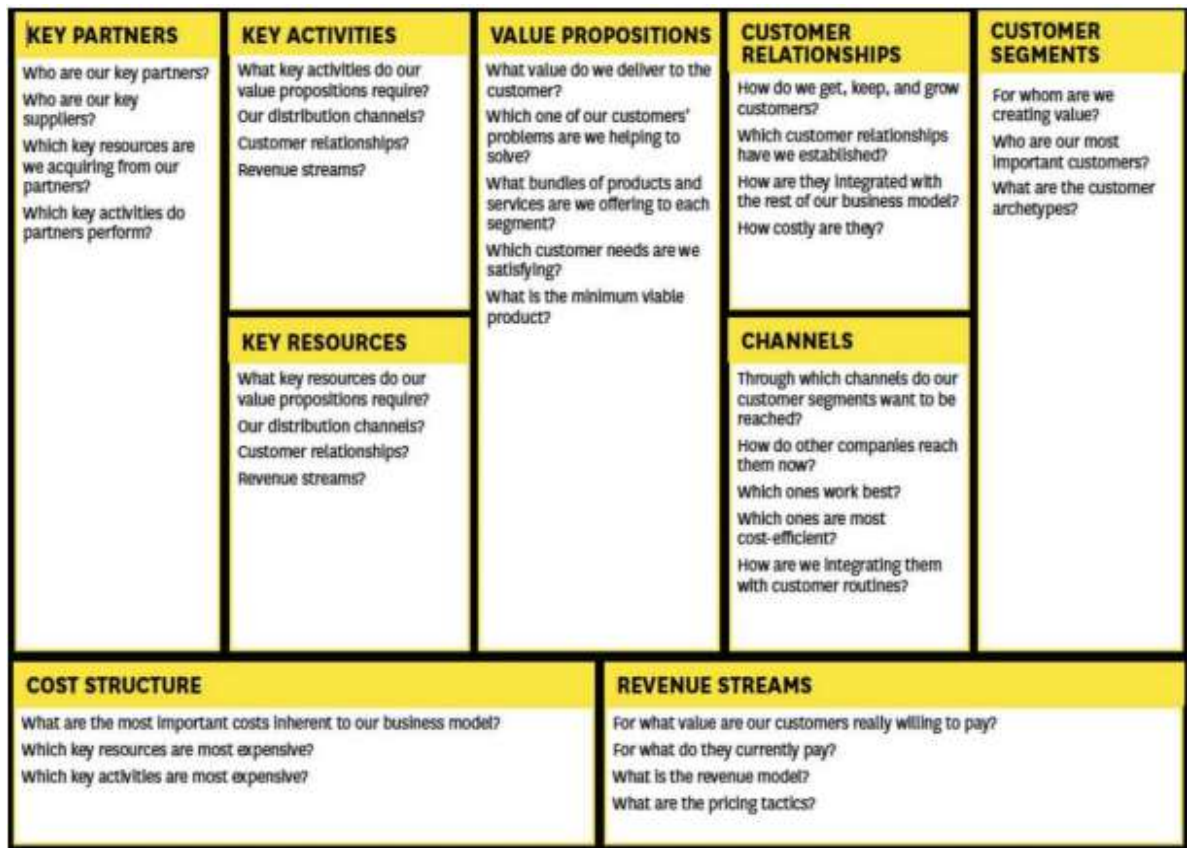 KEY PARTNERS
Who are our key partners?
Who are our key
suppliers?
Which key resources are
we acquiring from our
partners?
Which key activities do
partners perform?
KEY ACTIVITIES
What key activities do our
value propositions require?
Our distribution channels?
Customer relationships?
Revenue streams?
KEY RESOURCES
What key resources do our
value propositions require?
Our distribution channels?
Customer relationships?
Revenue streams?
VALUE PROPOSITIONS
What value do we deliver to the
customer?
Which one of our customers'
problems are we helping to
solve?
What bundles of products and
services are we offering to each
segment?
Which customer needs are we
satisfying?
What is the minimum viable
product?
CUSTOMER
RELATIONSHIPS
How do we get, keep, and grow
customers?
Which customer relationships
have we established?
How are they integrated with
the rest of our business model?
How costly are they?
CHANNELS
Through which channels do our
customer segments want to be
reached?
How do other companies reach
them now?
Which ones work best?
Which ones are most
cost-efficient?
How are we integrating them
with customer routines?
CUSTOMER
SEGMENTS
For whom are we
creating value?
Who are our most
important customers?
What are the customer
archetypes?
COST STRUCTURE
What are the most important costs inherent to our business model?
Which key resources are most expensive?
Which key activities are most expensive?
REVENUE STREAMS
For what value are our customers really willing to pay?
For what do they currently pay?
What is the revenue model?
What are the pricing tactics?